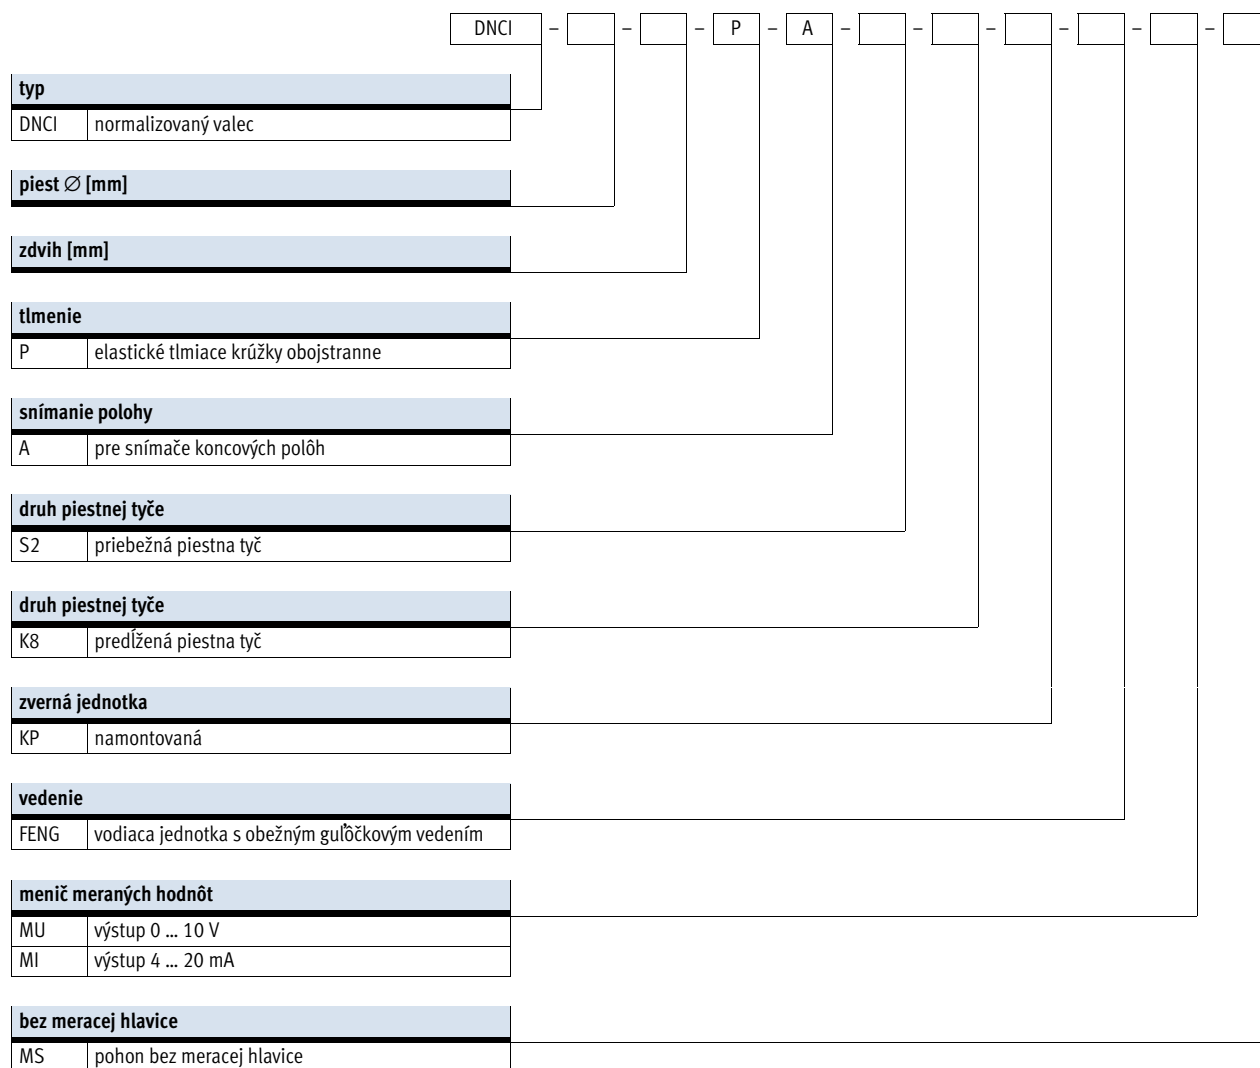 DNCI – – – P – A – – – – – –
typ
DNCI normalizovaný valec
piest ∅ [mm]
zdvih [mm]
tlmenie
P elastické tlmiace krúžky obojstranne
snímanie polohy
A pre snímače koncových polôh
druh piestnej tyče
S2 priebežná piestna tyč
druh piestnej tyče
K8 predĺžená piestna tyč
zverná jednotka
KP namontovaná
vedenie
FENG vodiaca jednotka s obežným guľôčkovým vedením
menič meraných hodnôt
MU výstup 0 ... 10 V
MI výstup 4 ... 20 mA
bez meracej hlavice
MS pohon bez meracej hlavice